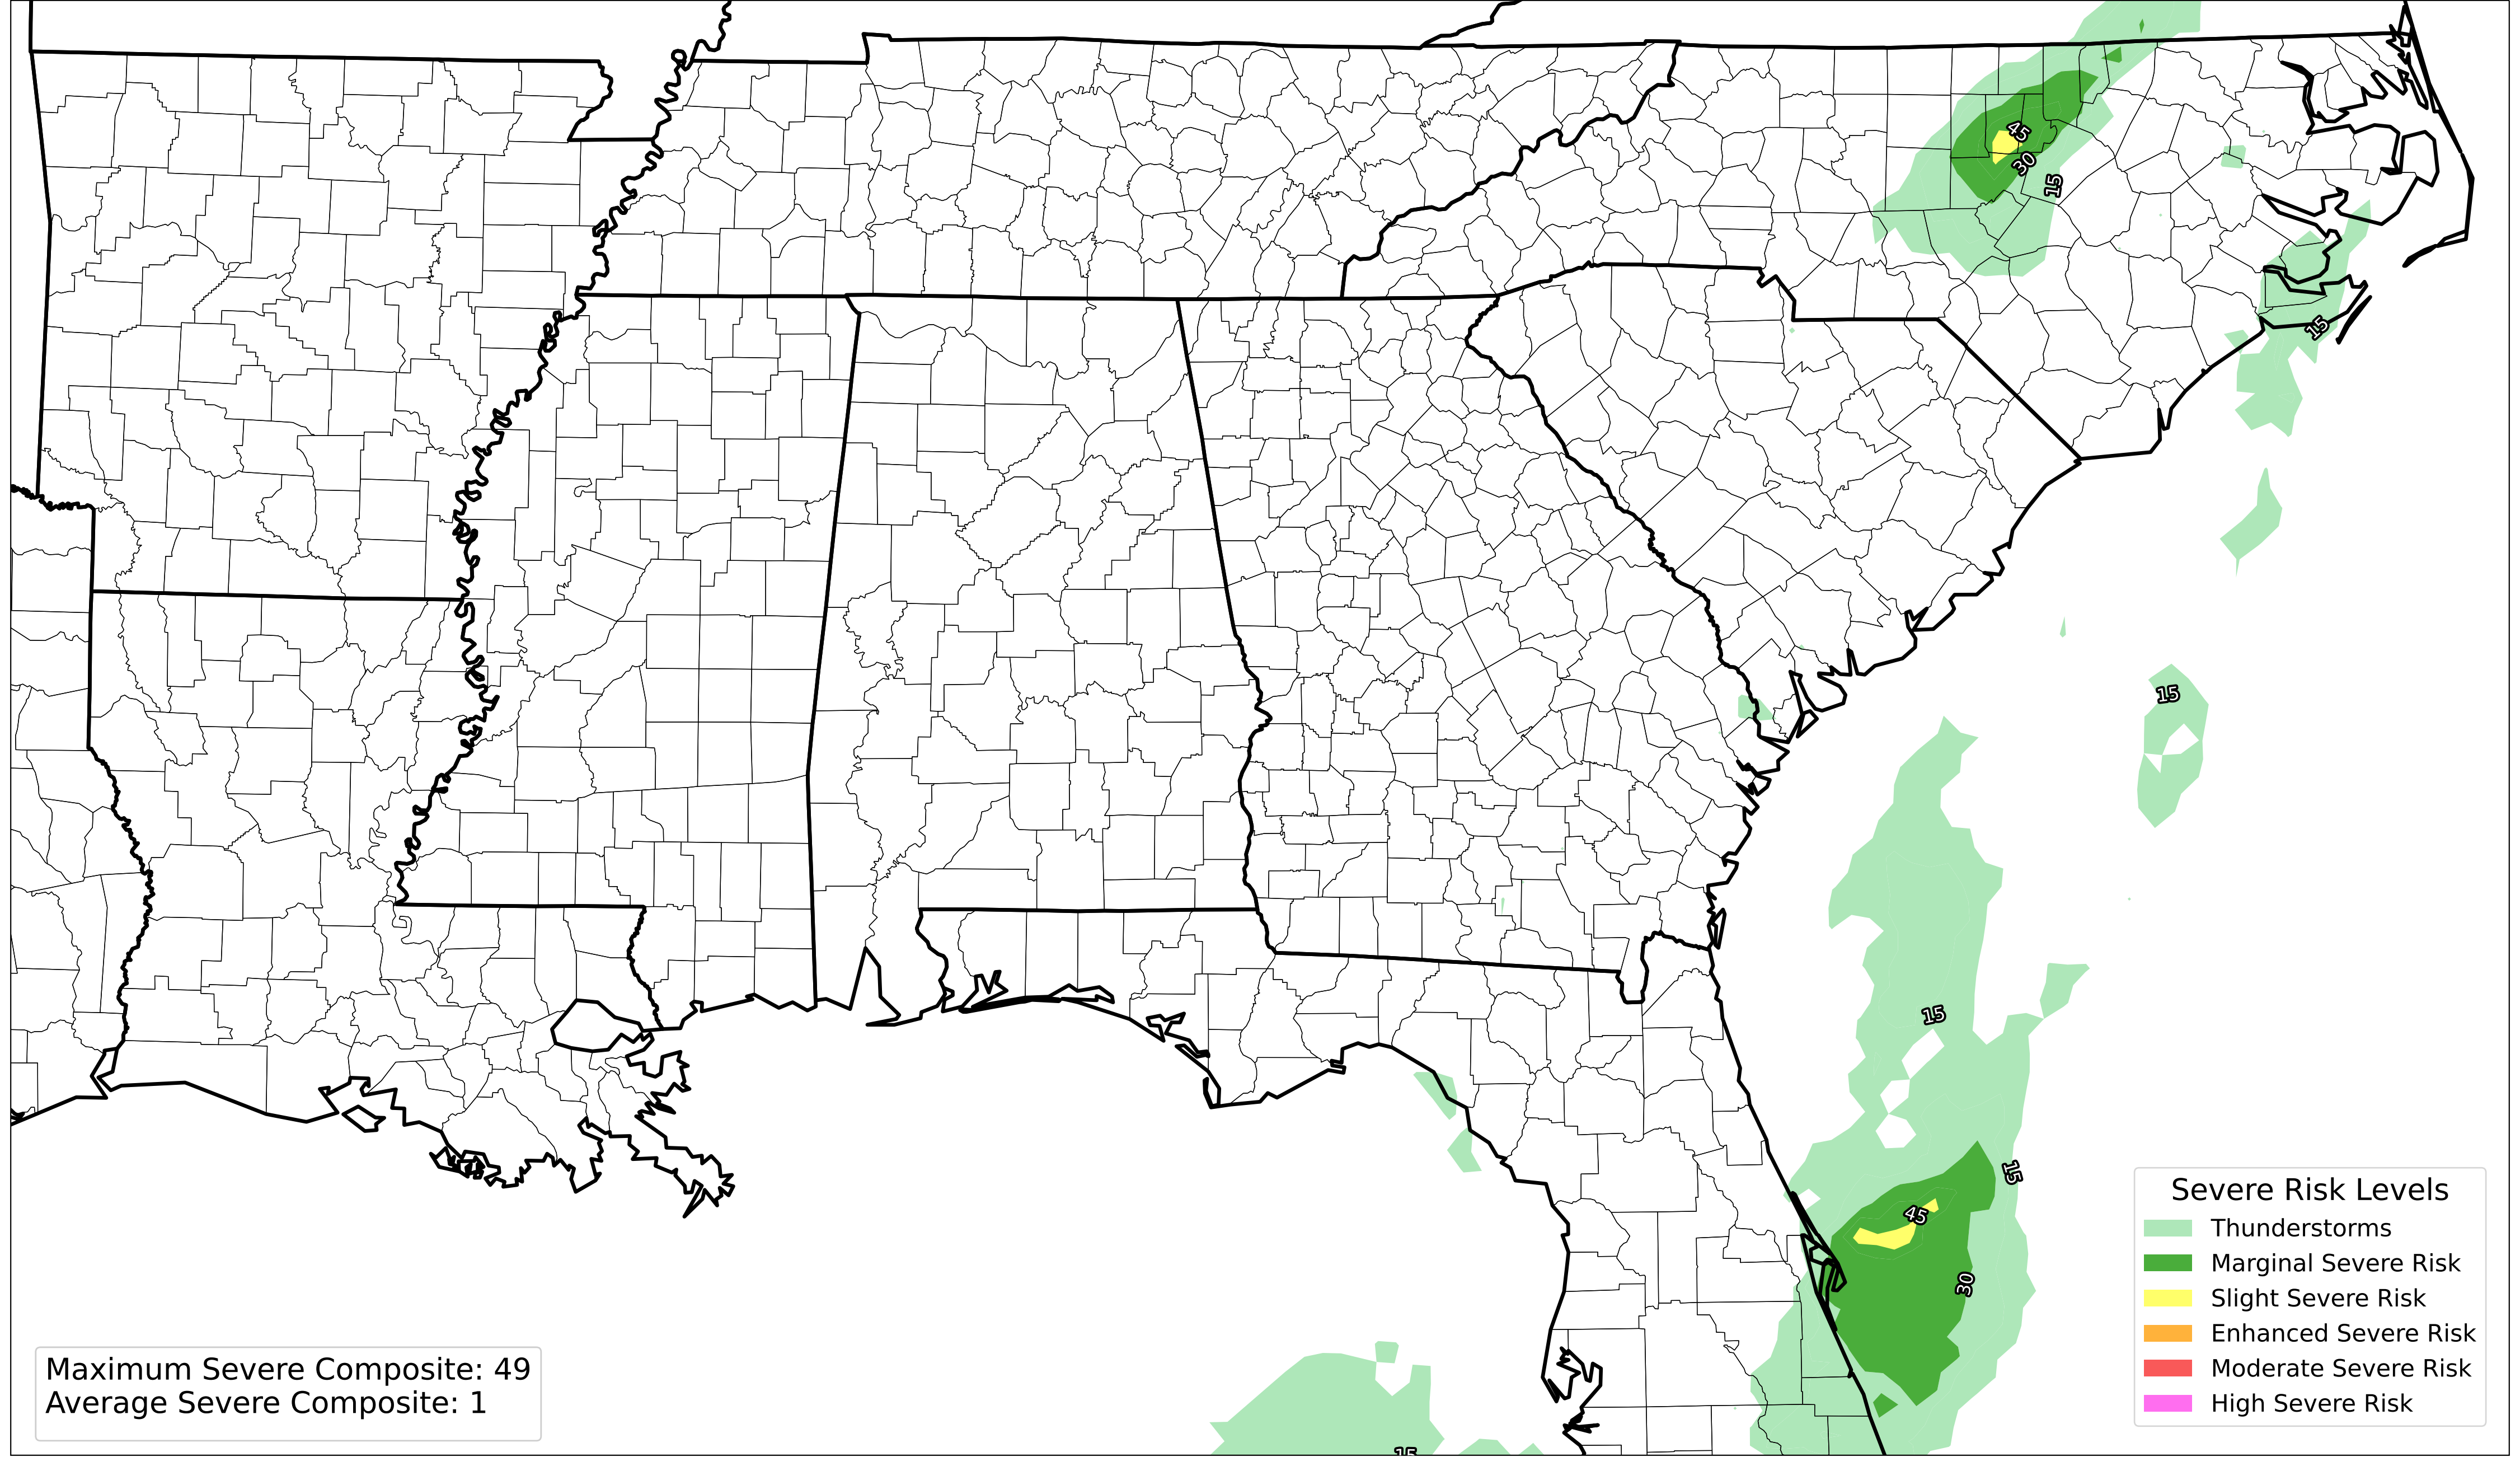 45
30
15
15
15
15
15
45
30
15
Severe Risk Levels
Thunderstorms
Marginal Severe Risk
Slight Severe Risk
Enhanced Severe Risk
Moderate Severe Risk
High Severe Risk
Maximum Severe Composite: 49
Average Severe Composite: 1